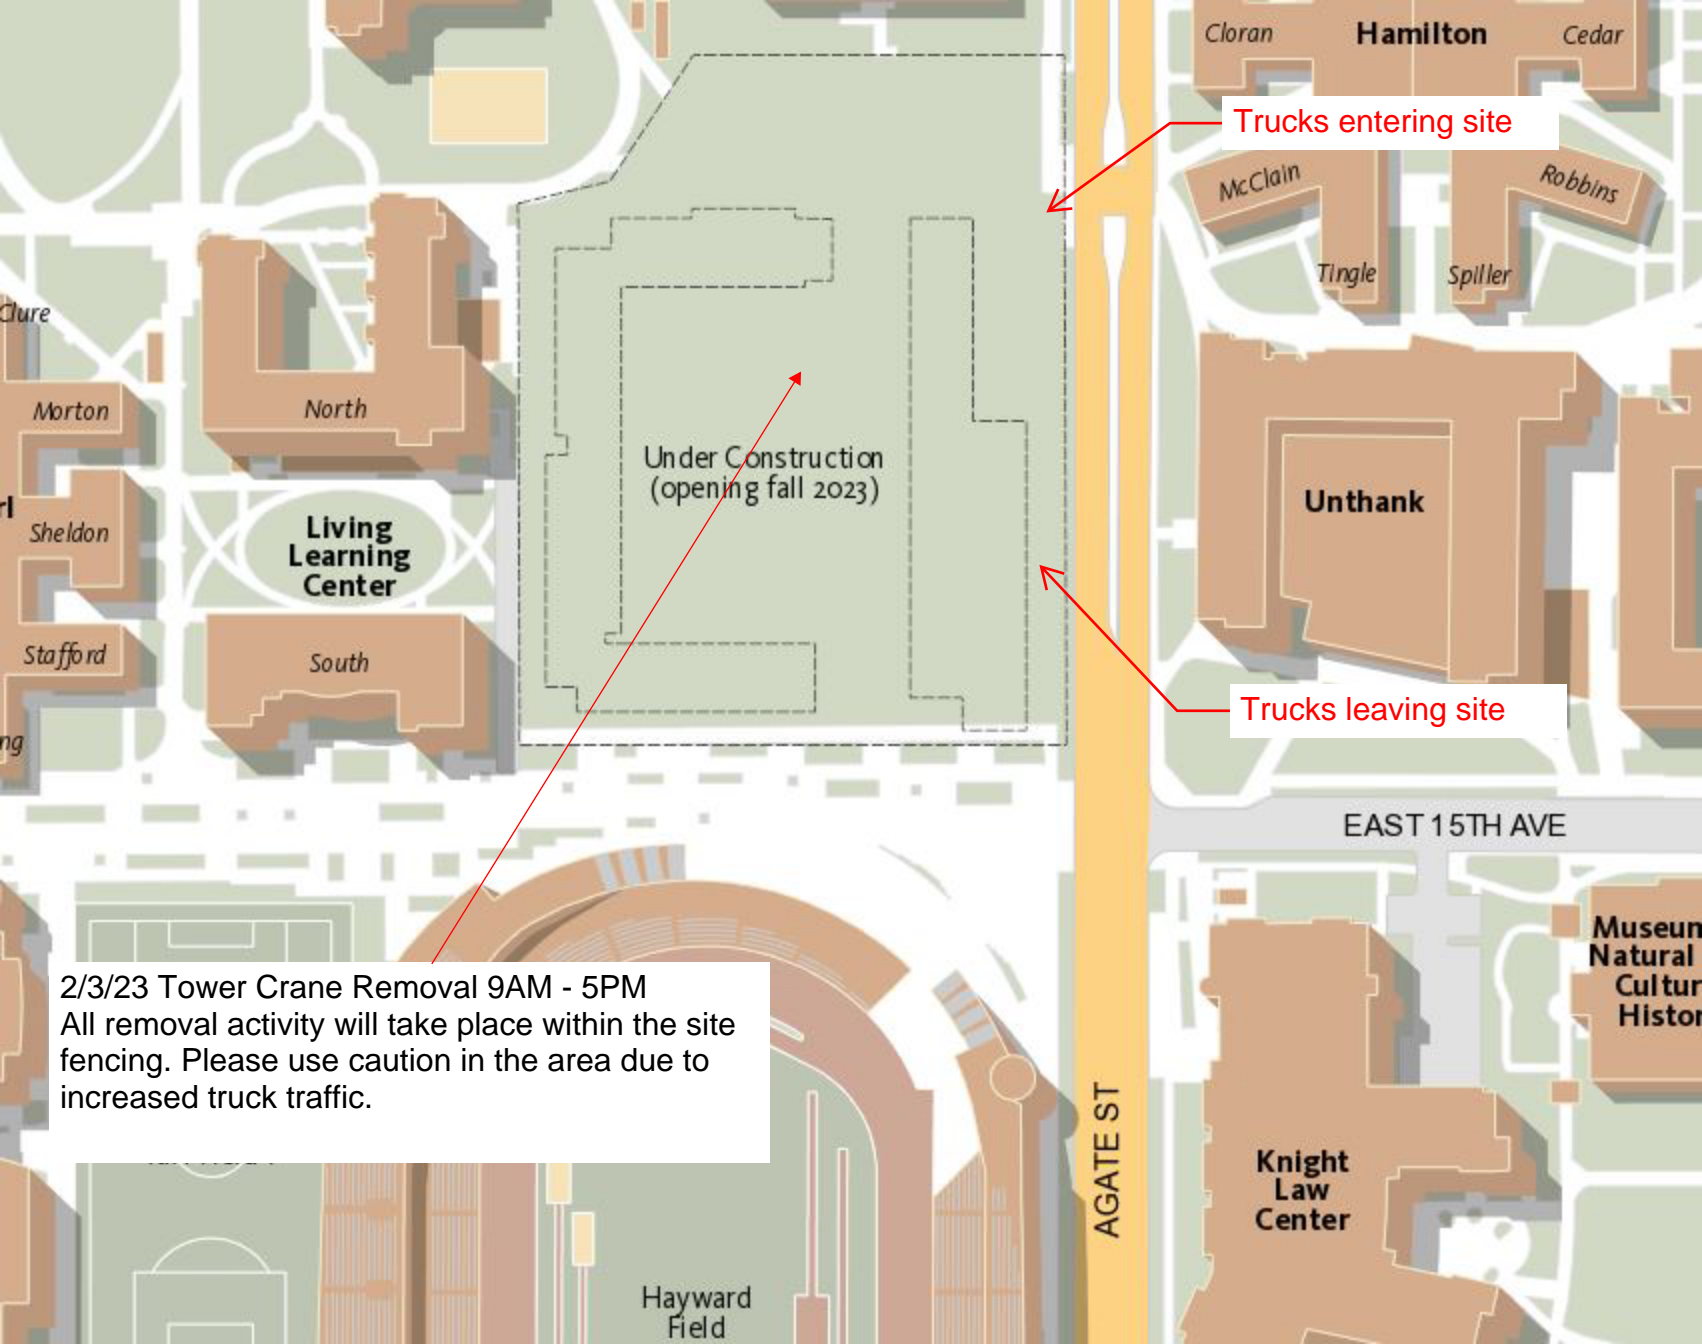 Cloran
Hamilton
Cedar
Trucks entering site
McClain
Robbins
Tingle
Spiller
Clure
Morton
North
Under Construction
(opening fall 2023)
Unthank
Sheldon
Living
Learning
Center
Stafford
South
Trucks leaving site
EAST 15TH AVE
2/3/23 Tower Crane Removal 9AM - 5PM
All removal activity will take place within the site
fencing. Please use caution in the area due to
increased truck traffic.
Natural
AGATE ST
Knight
Law
Center
Hayward
Field